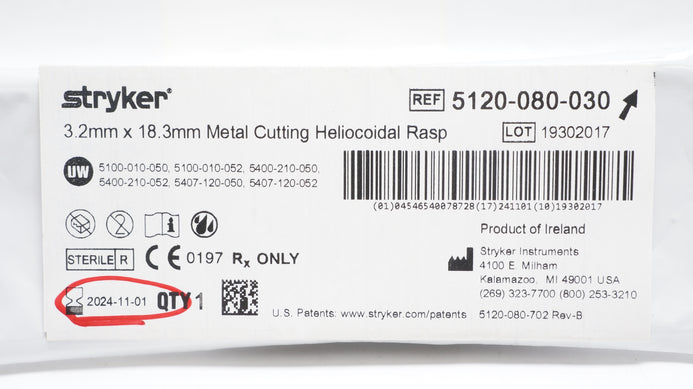 stryker®
REF 5120-080-030
3.2mm x 18.3mm Metal Cutting Heliocoidal Rasp
LOT 19302017
UW 5100-010-050, 5100-010-052, 5400-210-050,
5400-210-052, 5407-120-050, 5407-120-052
(01)04546540078728(17)241101(10)19302017
2
i
Product of Ireland
STERILE R CE 0197 Rx ONLY
Stryker Instruments
4100 E. Milham
Kalamazoo, MI 49001 USA
(269) 323-7700 (800) 253-3210
2024-11-01 QTY 1
U.S. Patents: www.stryker.com/patents 5120-080-702 Rev-B